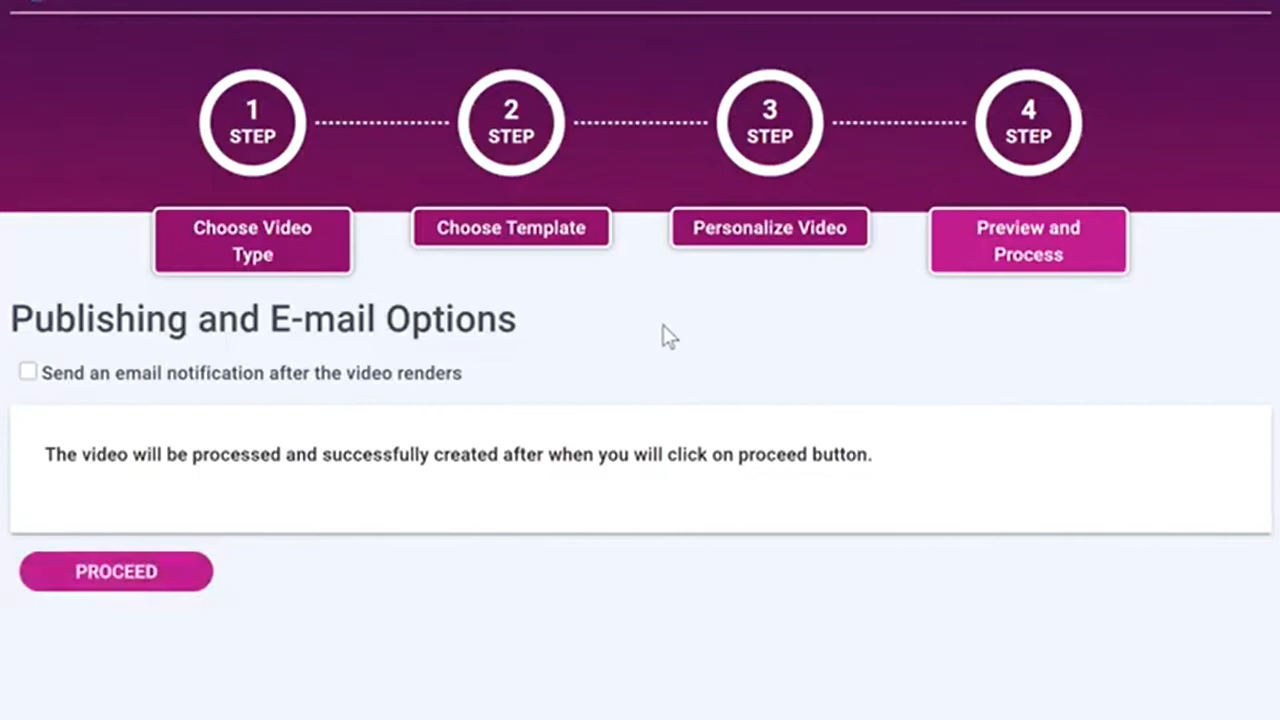 1
STEP
2
STEP
3
STEP
4
STEP
Choose Video
Type
Choose Template
Personalize Video
Preview and
Process
Publishing and E-mail Options
Send an email notification after the video renders
The video will be processed and successfully created after when you will click on proceed button.
PROCEED